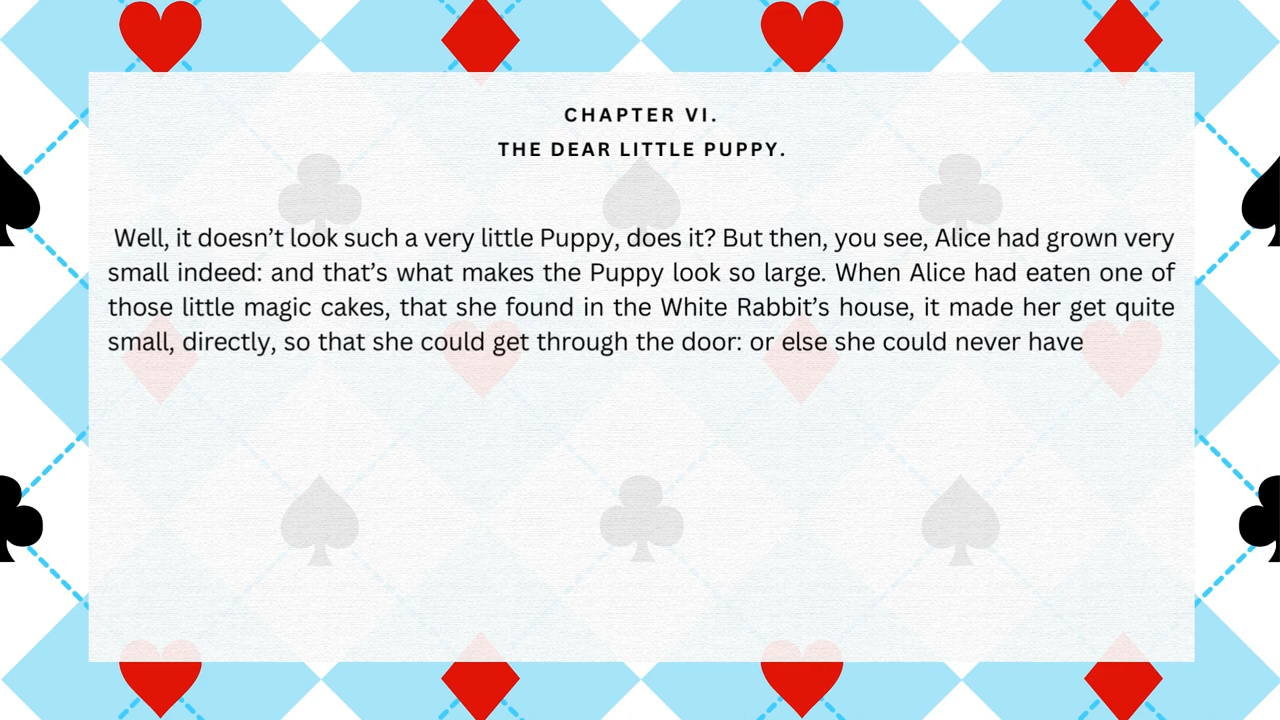 CHAPTER VI.
THE DEAR LITTLE PUPPY.
Well, it doesn’t look such a very little Puppy, does it? But then, you see, Alice had grown very
small indeed: and that’s what makes the Puppy look so large. When Alice had eaten one of
those little magic cakes, that she found in the White Rabbit’s house, it made her get quite
small, directly, so that she could get through the door: or else she could never have